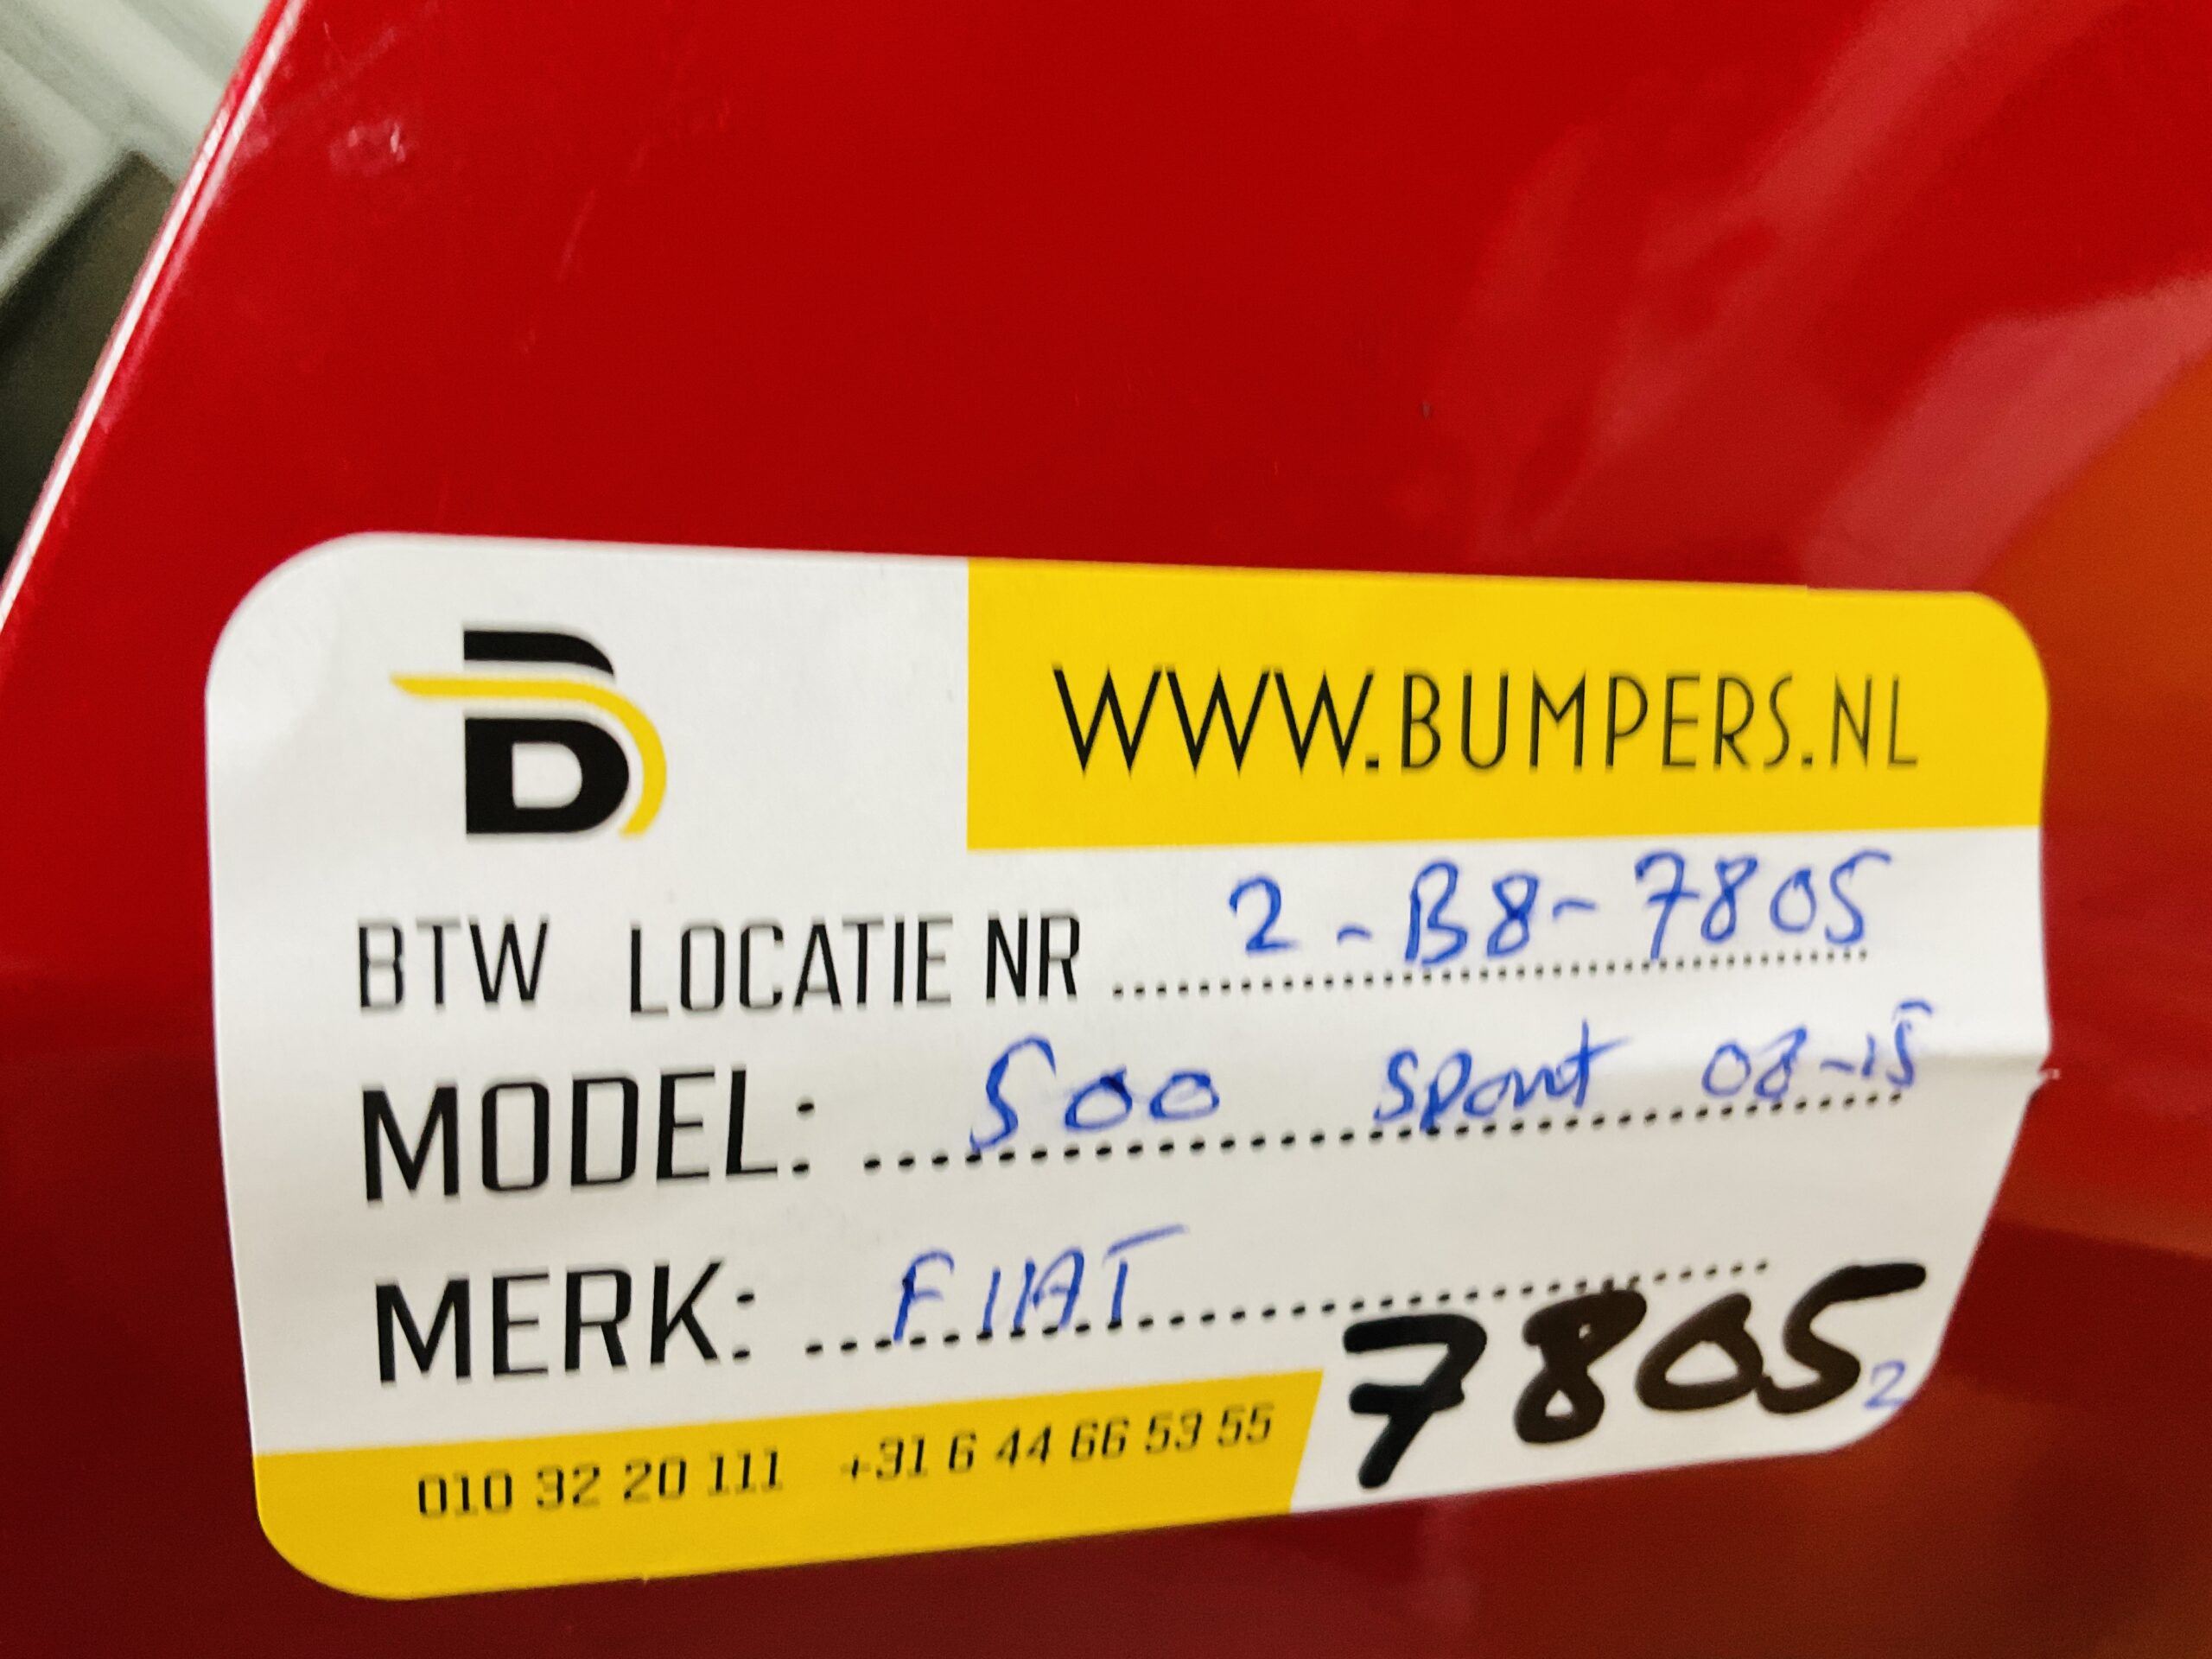 B
WWW.BUMPERS.NL
BTW LOCATIE NR 2-B8-7805
MODEL: 500 sport 08-15
MERK: FIAT
7805 2
010 32 20 111 +31 6 44 66 53 55